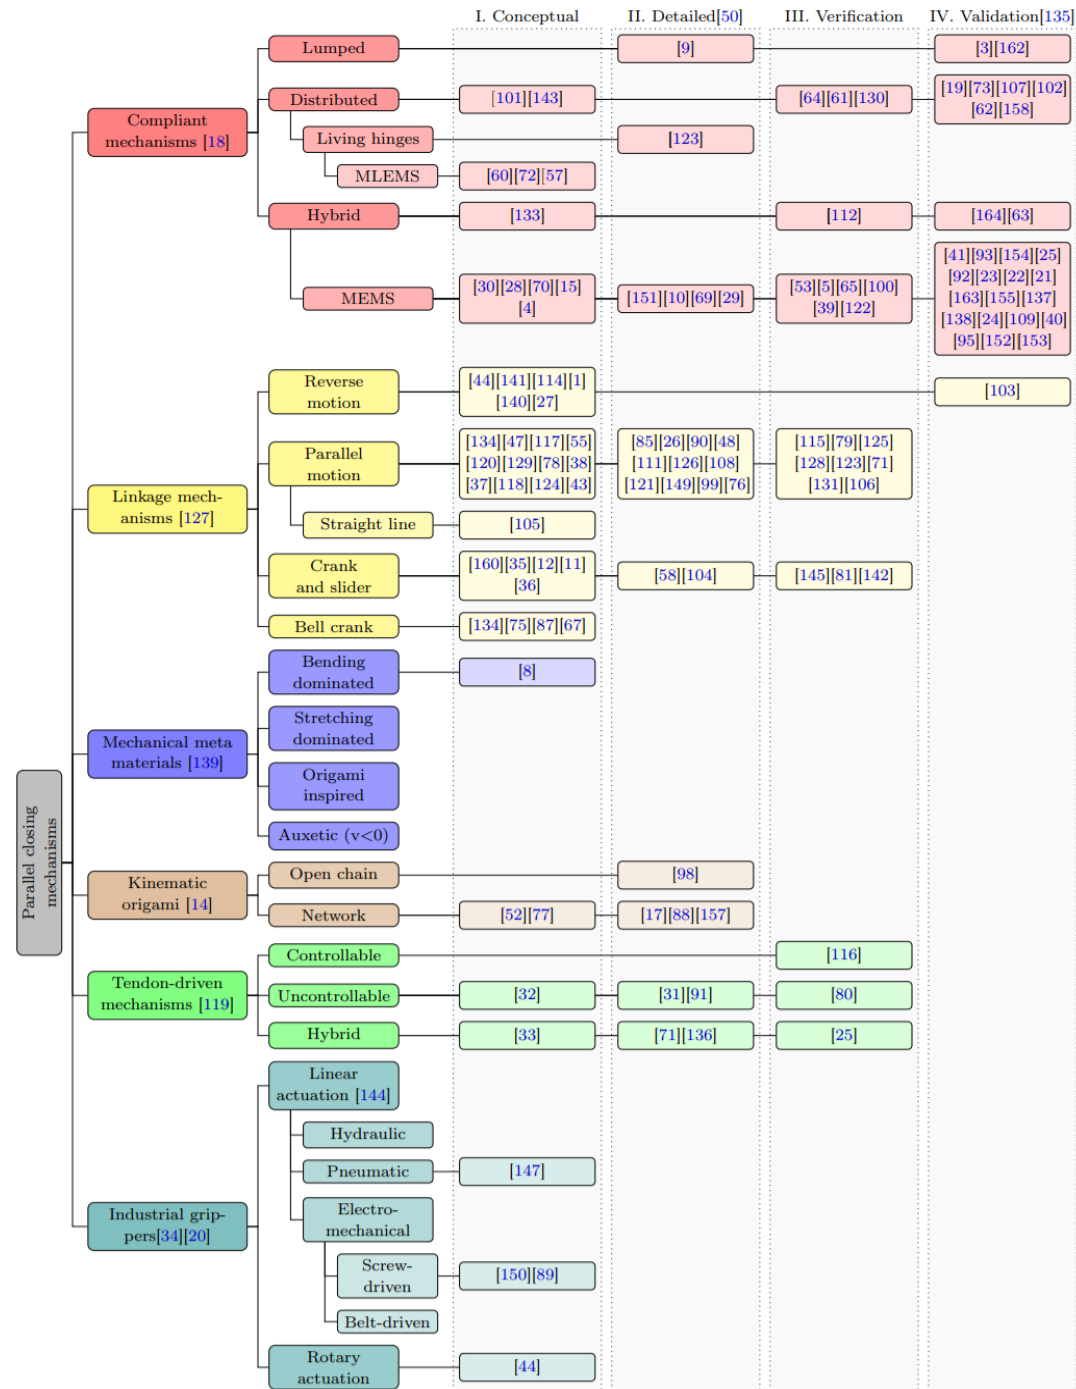 I. Conceptual
II. Detailed[50]
III. Verification
IV. Validation[135]
Parallel closing
mechanisms
Compliant
mechanisms [18]
Lumped
[9]
[3][162]
Distributed
[101][143]
[64][61][130]
[19][73][107][102]
[62][158]
Living hinges
[123]
MLEMS
[60][72][57]
Hybrid
[133]
[112]
[164][63]
MEMS
[30][28][70][15]
[4]
[151][10][69][29]
[53][5][65][100]
[39][122]
[41][93][154][25]
[92][23][22][21]
[163][155][137]
[138][24][109][40]
[95][152][153]
Linkage mech-
anisms [127]
Reverse
motion
[44][141][114][1]
[140][27]
[103]
Parallel
motion
[134][47][117][55]
[120][129][78][38]
[37][118][124][43]
[85][26][90][48]
[111][126][108]
[121][149][99][76]
[115][79][125]
[128][123][71]
[131][106]
Straight line
[105]
Crank
and slider
[160][35][12][11]
[36]
[58][104]
[145][81][142]
Bell crank
[134][75][87][67]
Mechanical meta
materials [139]
Bending
dominated
[8]
Stretching
dominated
Origami
inspired
Auxetic (v<0)
Kinematic
origami [14]
Open chain
[98]
Network
[52][77]
[17][88][157]
Tendon-driven
mechanisms [119]
Controllable
[116]
Uncontrollable
[32]
[31][91]
[80]
Hybrid
[33]
[71][136]
[25]
Industrial grip-
pers[34][20]
Linear
actuation [144]
Hydraulic
Pneumatic
[147]
Electro-
mechanical
Screw-
driven
[150][89]
Belt-driven
Rotary
actuation
[44]